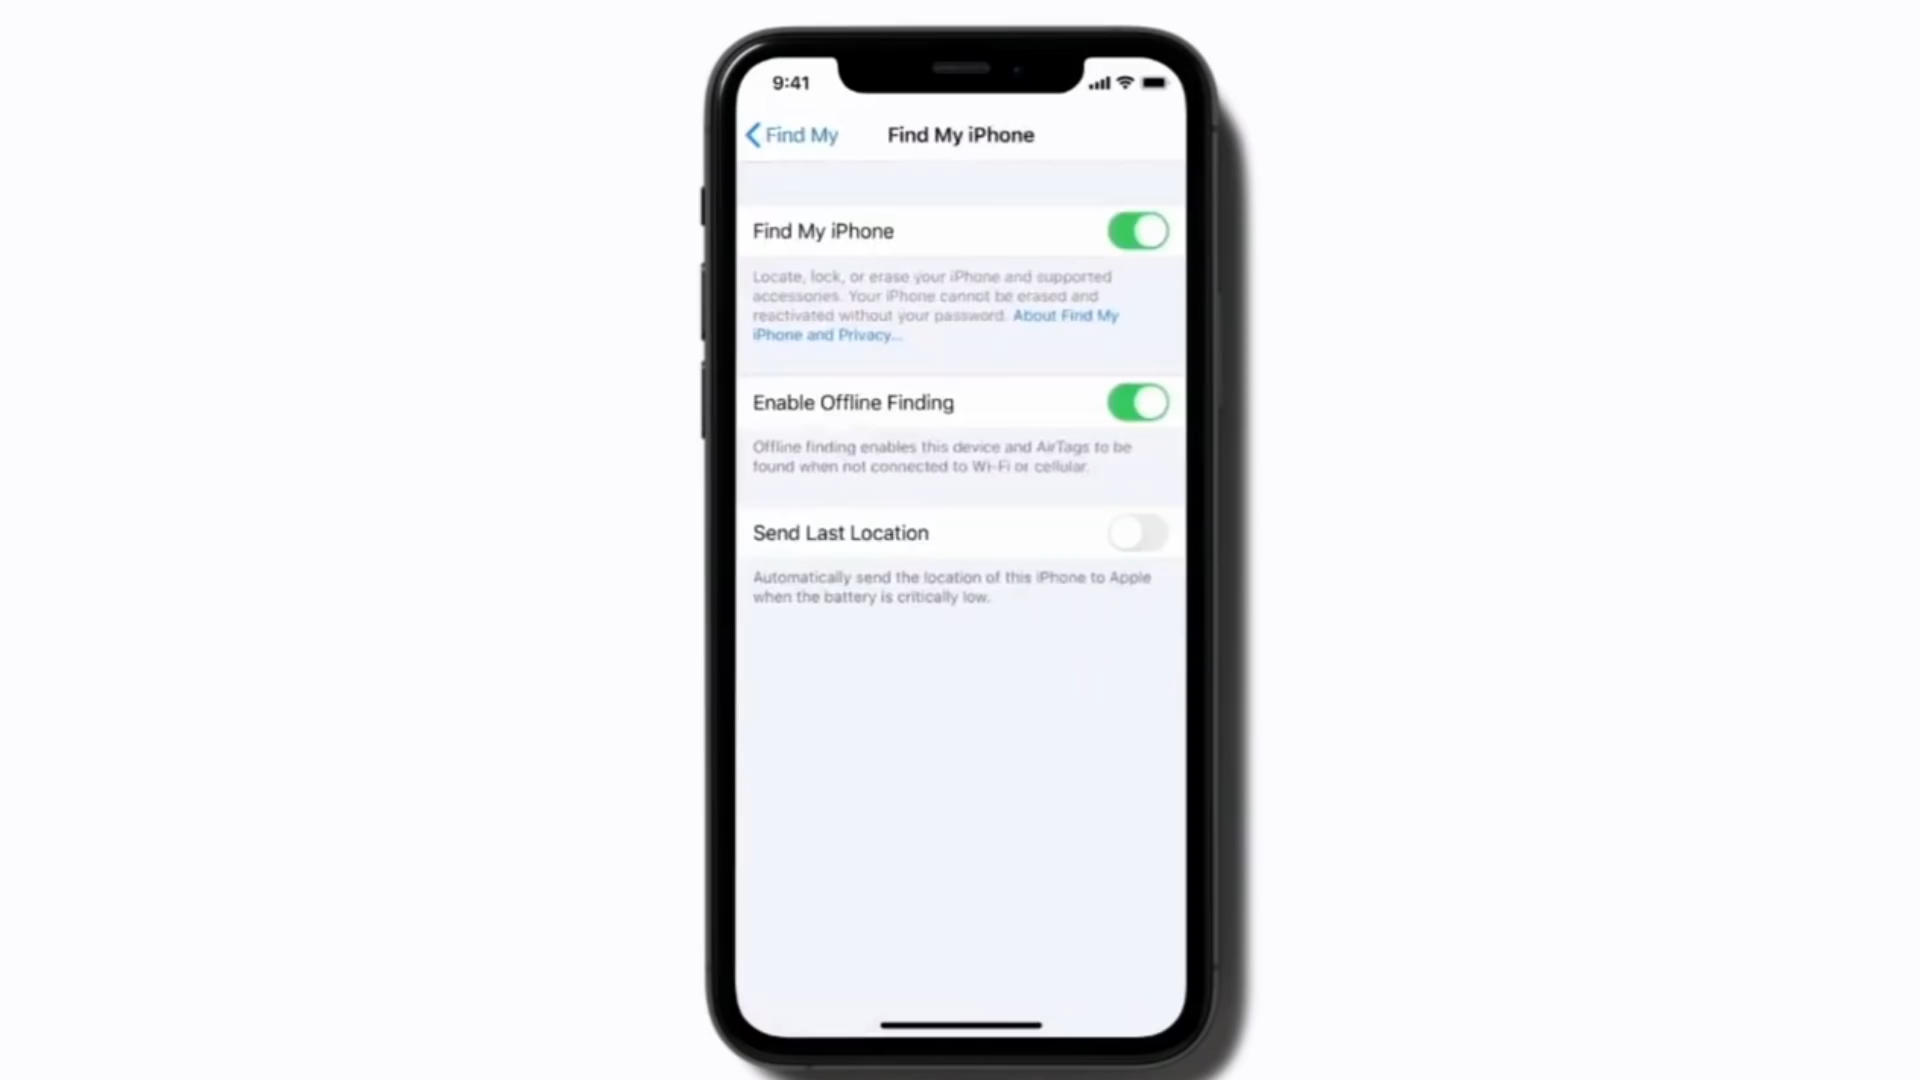 9:41
Find My
Find My iPhone
Find My iPhone
Locate, lock, or erase your iPhone and supported
accessories. Your iPhone cannot be erased and
reactivated without your password. About Find My
iPhone and Privacy...
Enable Offline Finding
Offline finding enables this device and AirTags to be
found when not connected to Wi-Fi or cellular.
Send Last Location
Automatically send the location of this iPhone to Apple
when the battery is critically low.